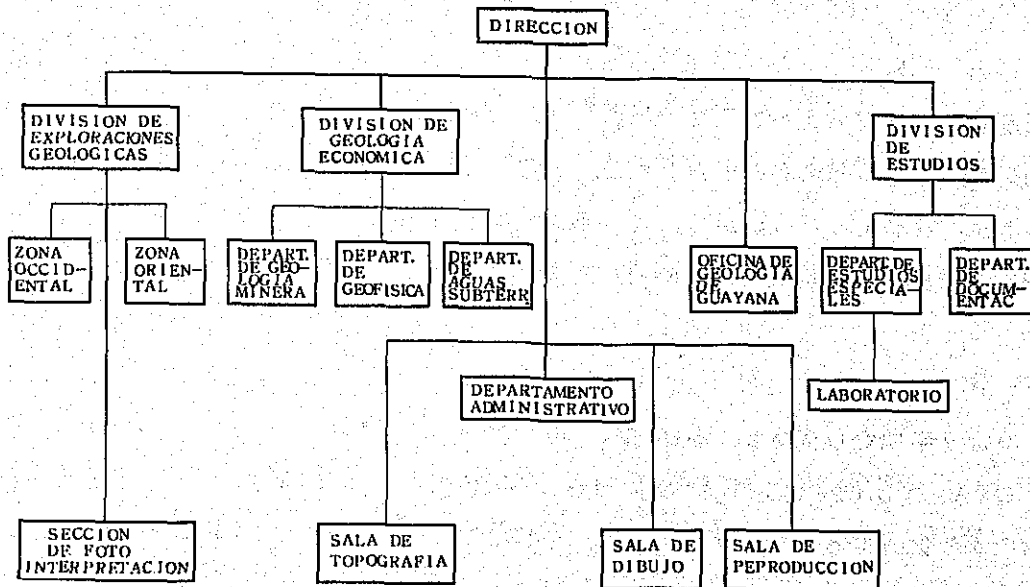 DIRECCION
DIVISION DE
EXPLORACIONES
GEOLOGICAS
DIVISION DE
GEOLOGIA
ECONOMICA
DIVISION
DE
ESTUDIOS
ZONA
OCCID-
ENTAL
ZONA
ORIEN-
TAL
DEPART.
DE GEO-
LOGIA
MINERA
DEPART.
DE
GEOFISICA
DEPART.
DE
AGUAS
SUBTERR
OFICINA DE
GEOLOGIA
DE
GUAYANA
DEPART. DE
ESTUDIOS
ESPECIA-
LES
DEPART.
DE
DOCUM-
ENTAC
DEPARTAMENTO
ADMINISTRATIVO
LABORATORIO
SECCION
DE FOTO
INTERPRETACION
SALA DE
TOPOGRAFIA
SALA DE
DIBUJO
SALA DE
PEPRODUCCION